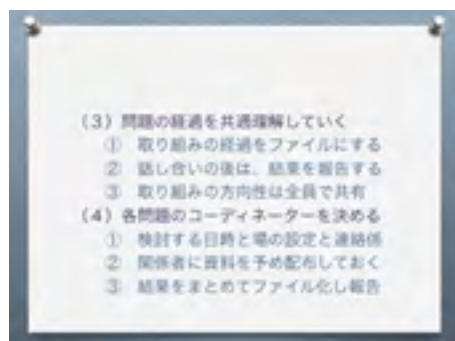 （3）問題の経過を共通理解していく
① 取り組みの経過をファイルにする
② 話し合いの後は、結果を報告する
③ 取り組みの方向性は全員で共有
（4）各問題のコーディネーターを決める
① 検討する日時と場の設定と連絡係
② 関係者に資料を予め配布しておく
③ 結果をまとめてファイル化し報告